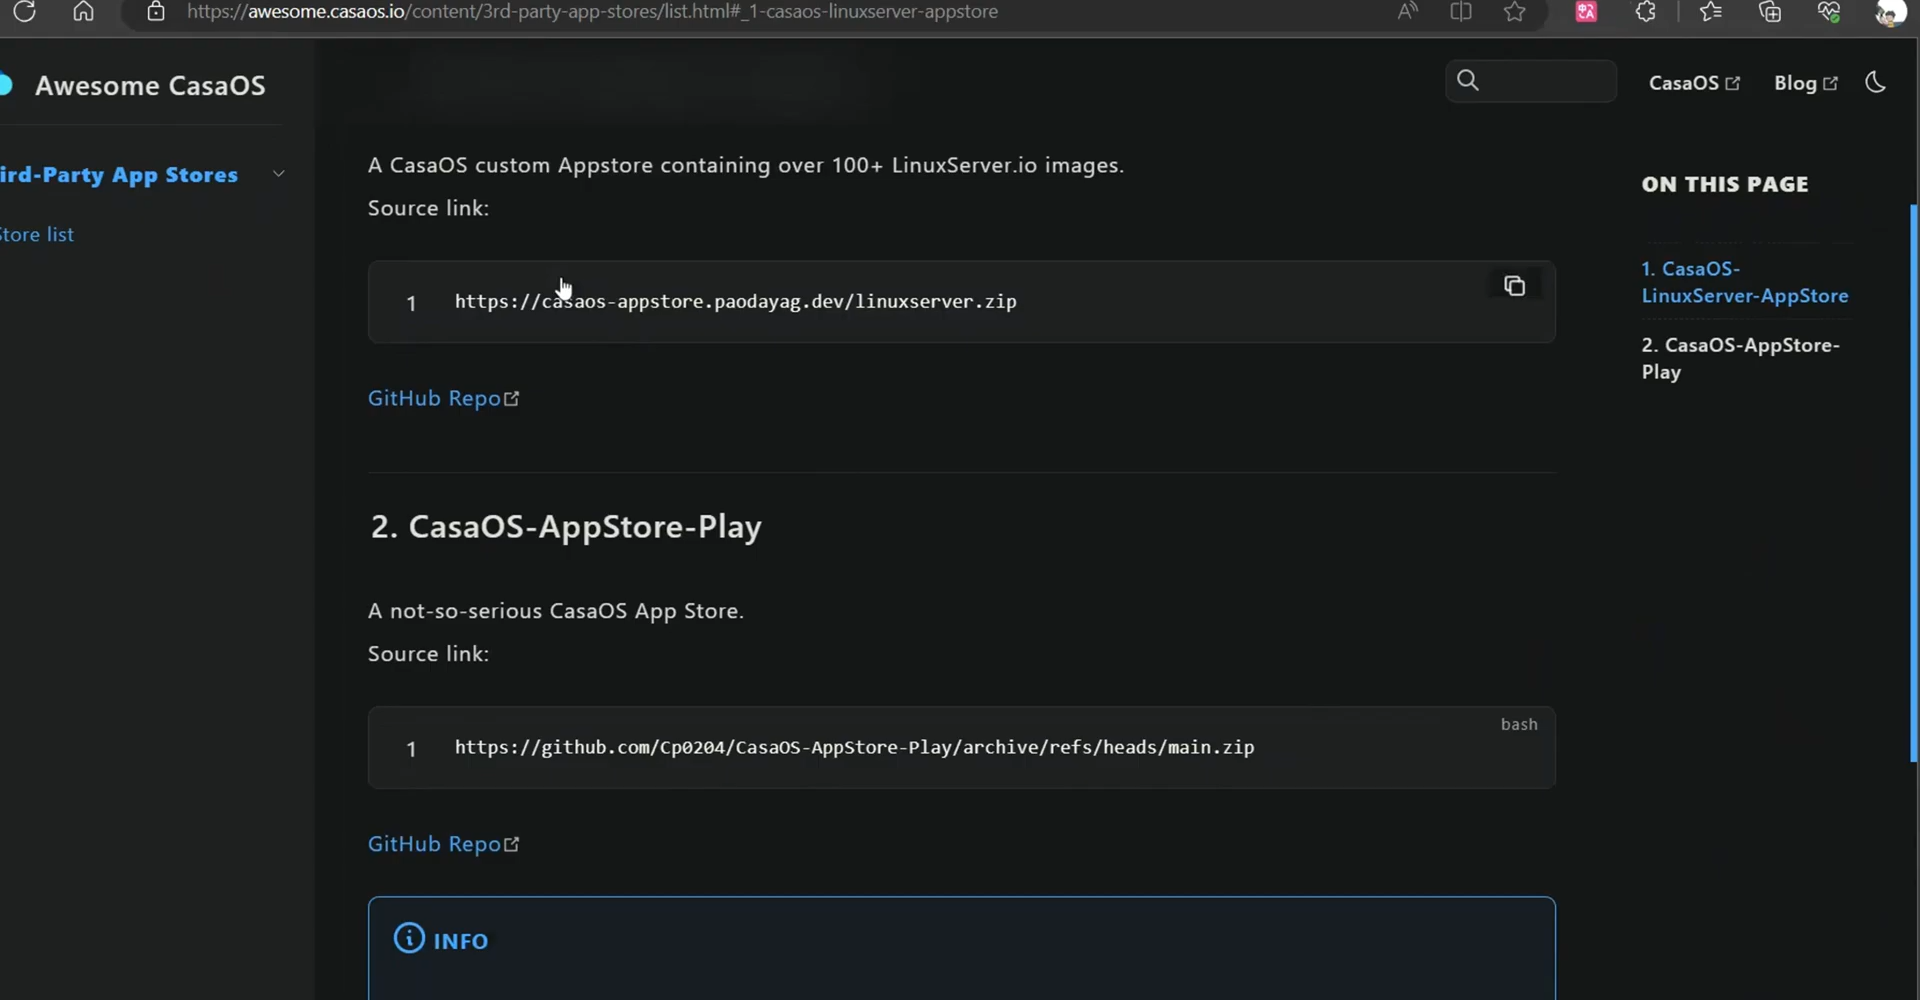 https://awesome.casaos.io/content/3rd-party-app-stores/list.html#_1-casaos-linuxserver-appstore
Awesome CasaOS
CasaOS
Blog
ird-Party App Stores
Store list
A CasaOS custom Appstore containing over 100+ LinuxServer.io images.
Source link:
1 https://casaos-appstore.paodayag.dev/linuxserver.zip
GitHub Repo
2. CasaOS-AppStore-Play
A not-so-serious CasaOS App Store.
Source link:
bash
1 https://github.com/Cp0204/CasaOS-AppStore-Play/archive/refs/heads/main.zip
GitHub Repo
INFO
ON THIS PAGE
1. CasaOS-
LinuxServer-AppStore
2. CasaOS-AppStore-
Play